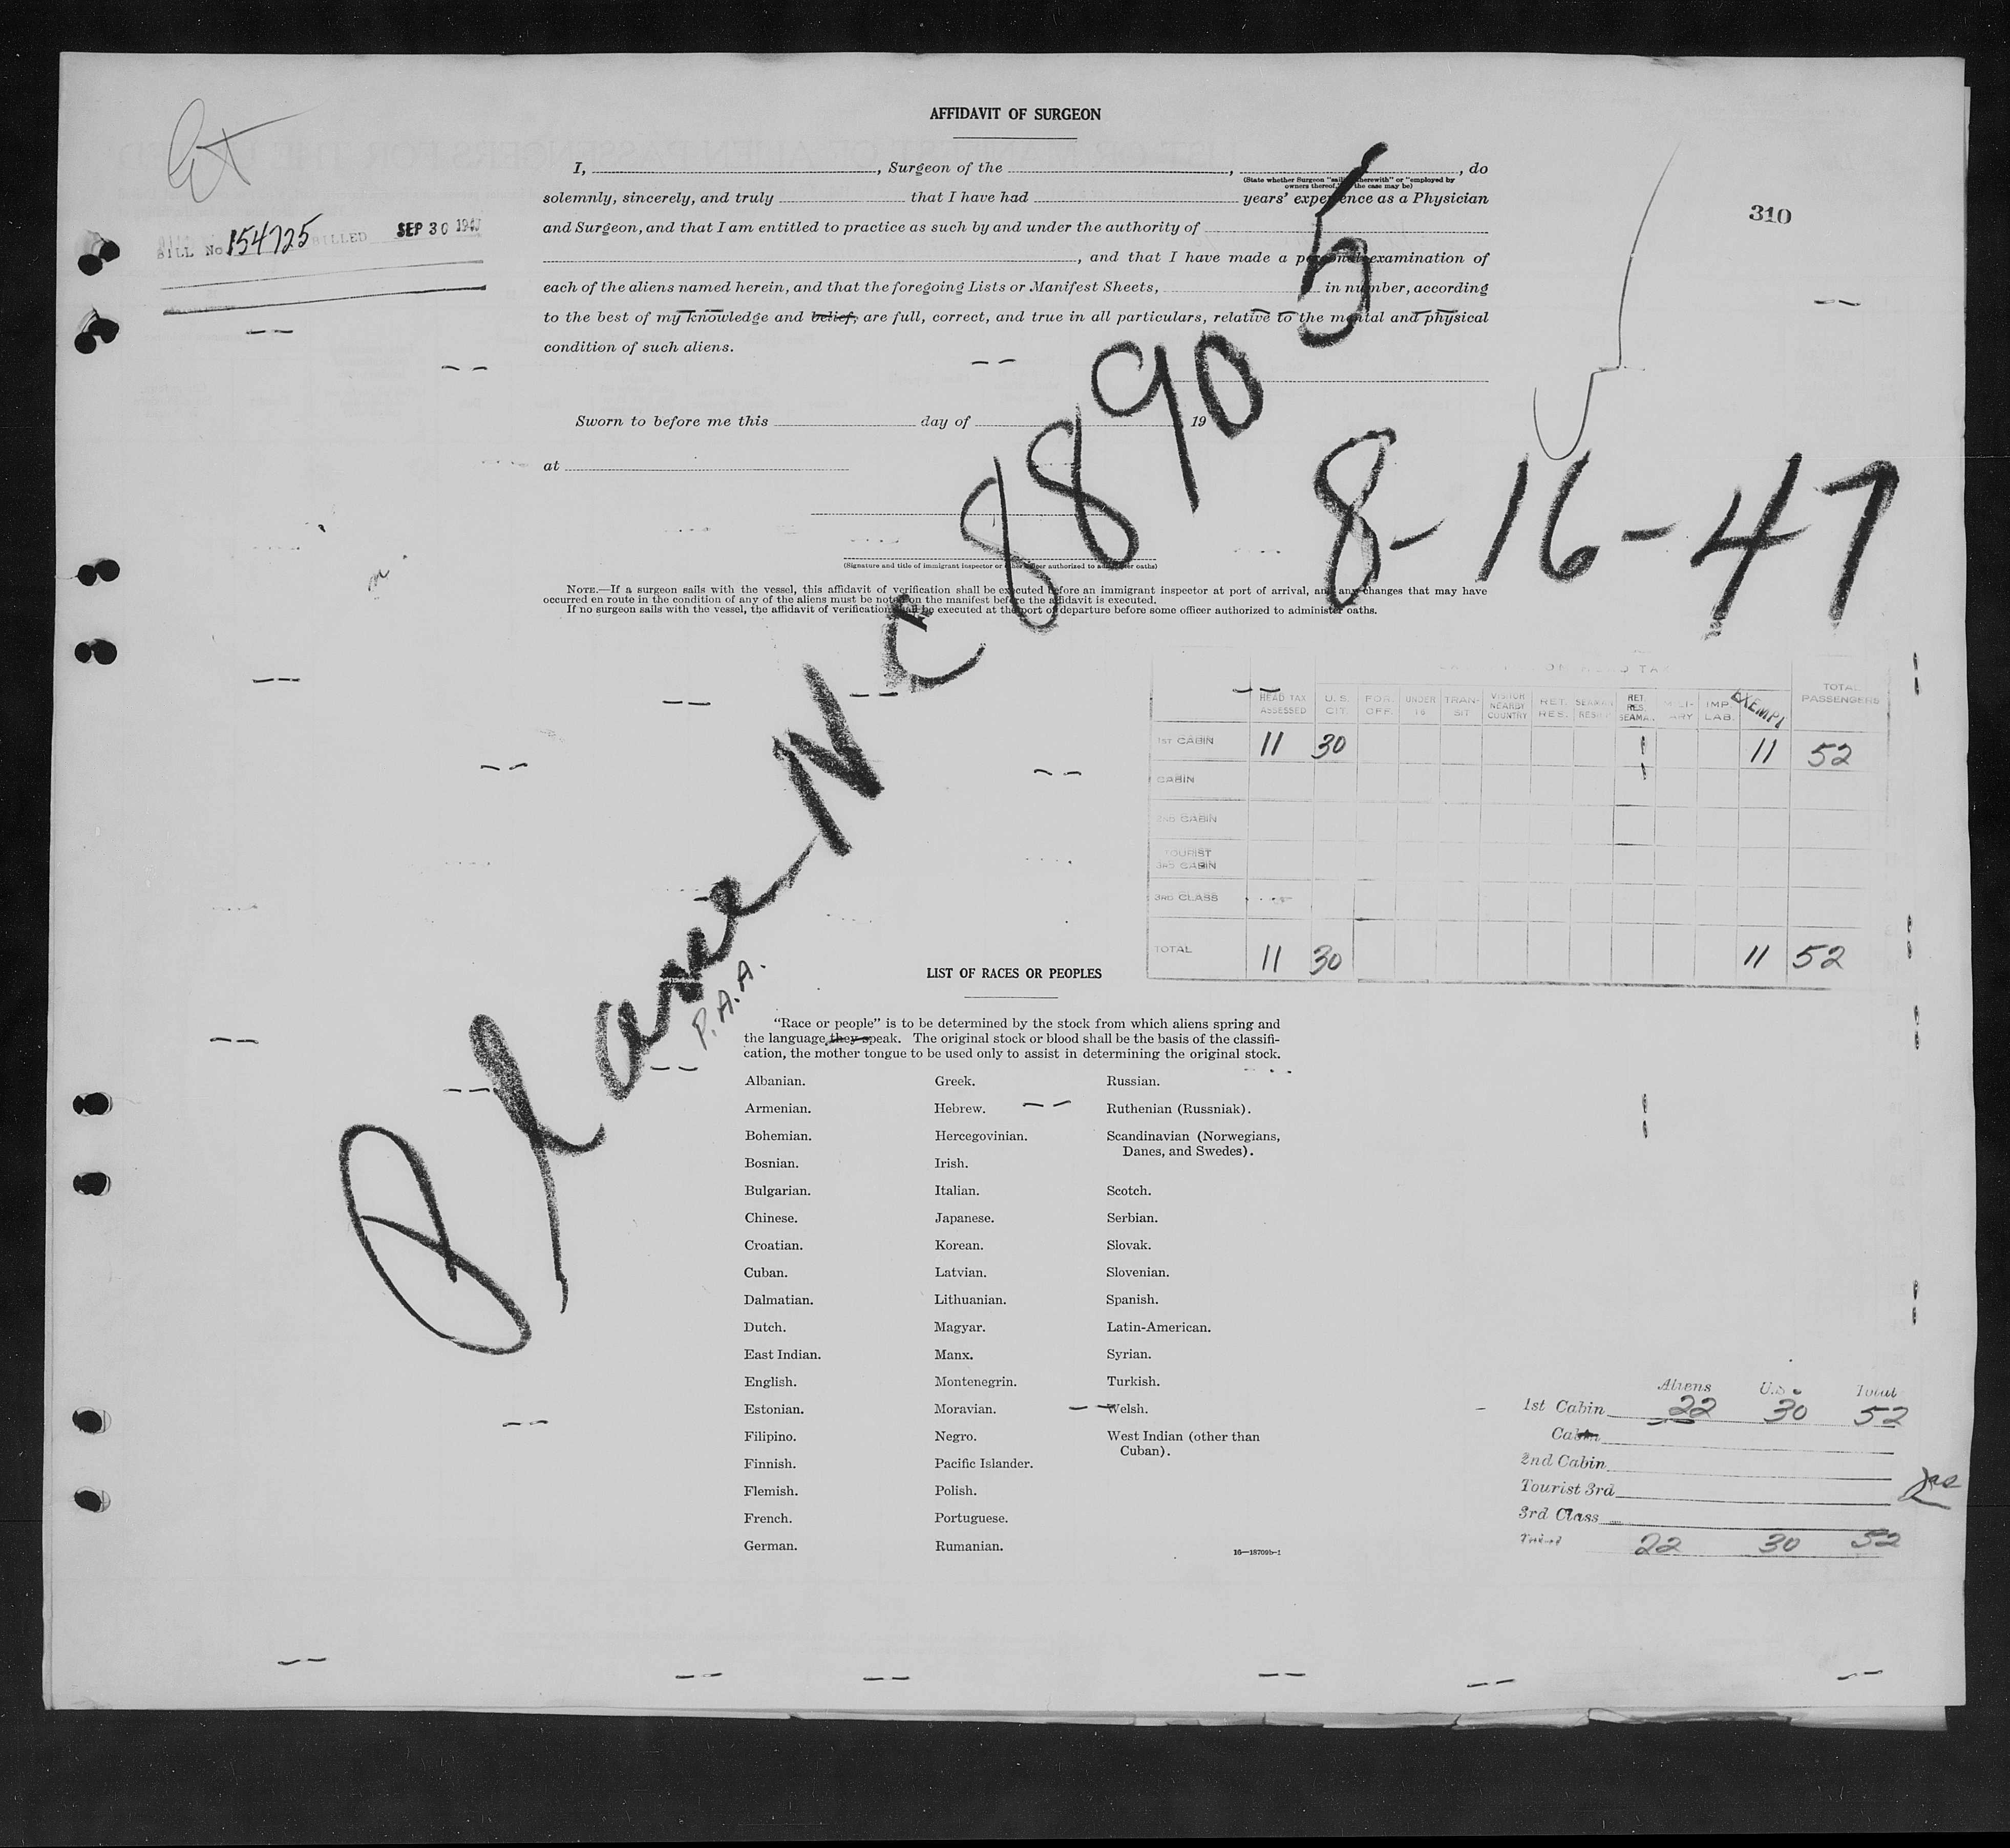 Ex
AFFIDAVIT OF SURGEON
I, , Surgeon of the , , do
(State whether Surgeon "sails therewith" or "employed by
owners thereof," as the case may be)
solemnly, sincerely, and truly that I have had years' experience as a Physician
and Surgeon, and that I am entitled to practice as such by and under the authority of
, and that I have made a personal examination of
each of the aliens named herein, and that the foregoing Lists or Manifest Sheets, in number, according
to the best of my knowledge and belief, are full, correct, and true in all particulars, relative to the mental and physical
condition of such aliens.
BILL No 154725 BILLED SEP 30 1947
310
Sworn to before me this day of 19
at
(Signature and title of immigrant inspector or other officer authorized to administer oaths)
NOTE.—If a surgeon sails with the vessel, this affidavit of verification shall be executed before an immigrant inspector at port of arrival, and any changes that may have
occurred en route in the condition of any of the aliens must be noted on the manifest before the affidavit is executed.
If no surgeon sails with the vessel, the affidavit of verification shall be executed at the port of departure before some officer authorized to administer oaths.
Plane-NC 88905
P.A.A.
8-16-47
HEAD TAX ASSESSED U.S. CIT. FOR. OFF. UNDER 16 TRAN-SIT VISITOR NEARBY COUNTRY RET. RES. SEAMAN RET. RES. SEAMA. MILI-ARY IMP. LAB. EXEMPT TOTAL PASSENGERS
1ST CABIN 11 30 11 52
CABIN
2ND CABIN
TOURIST
3RD CABIN
3RD CLASS
TOTAL 11 30 11 52
LIST OF RACES OR PEOPLES
"Race or people" is to be determined by the stock from which aliens spring and
the language they speak. The original stock or blood shall be the basis of the classifi-
cation, the mother tongue to be used only to assist in determining the original stock.
Albanian.
Armenian.
Bohemian.
Bosnian.
Bulgarian.
Chinese.
Croatian.
Cuban.
Dalmatian.
Dutch.
East Indian.
English.
Estonian.
Filipino.
Finnish.
Flemish.
French.
German.
Greek.
Hebrew.
Hercegovinian.
Irish.
Italian.
Japanese.
Korean.
Latvian.
Lithuanian.
Magyar.
Manx.
Montenegrin.
Moravian.
Negro.
Pacific Islander.
Polish.
Portuguese.
Rumanian.
Russian.
Ruthenian (Russniak).
Scandinavian (Norwegians,
Danes, and Swedes).
Scotch.
Serbian.
Slovak.
Slovenian.
Spanish.
Latin-American.
Syrian.
Turkish.
Welsh.
West Indian (other than
Cuban).
16—18709b-1
Aliens U.S. Total
1st Cabin 22 30 52
Cabin
2nd Cabin
Tourist 3rd
3rd Class
22 30 52